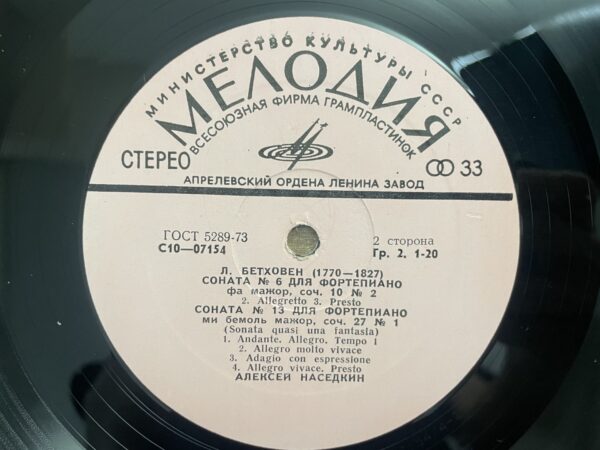 МИНИСТЕРСТВО КУЛЬТУРЫ СССР
МЕЛОДИЯ
ВСЕСОЮЗНАЯ ФИРМА ГРАМПЛАСТИНОК
СТЕРЕО
33
АПРЕЛЕВСКИЙ ОРДЕНА ЛЕНИНА ЗАВОД
ГОСТ 5289-73
С10—07154
2 сторона
Гр. 2. 1-20
Л. БЕТХОВЕН (1770—1827)
СОНАТА № 6 ДЛЯ ФОРТЕПИАНО
фа мажор, соч. 10 № 2
2. Allegretto 3. Presto
СОНАТА № 13 ДЛЯ ФОРТЕПИАНО
ми бемоль мажор, соч. 27 № 1
(Sonata quasi una fantasia)
1. Andante. Allegro. Tempo I
2. Allegro molto vivace
3. Adagio con espressione
4. Allegro vivace. Presto
АЛЕКСЕЙ НАСЕДКИН